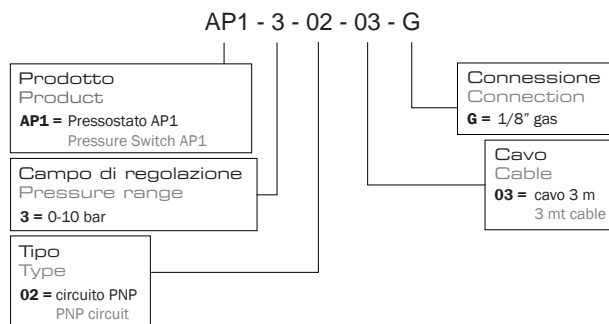 AP1 - 3 - 02 - 03 - G
Prodotto
Product
AP1 = Pressostato AP1
Pressure Switch AP1
Campo di regolazione
Pressure range
3 = 0-10 bar
Tipo
Type
02 = circuito PNP
PNP circuit
Connessione
Connection
G = 1/8” gas
Cavo
Cable
03 = cavo 3 m
3 mt cable